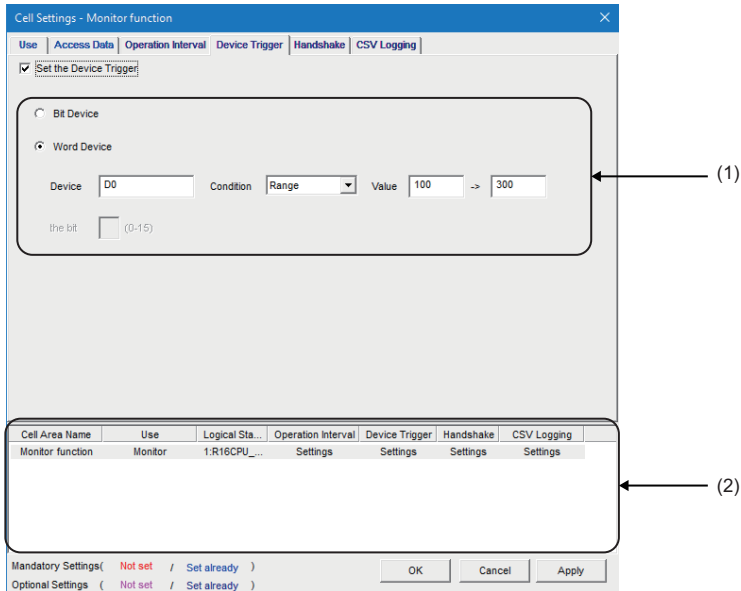 Cell Settings - Monitor function
Use Access Data Operation Interval Device Trigger Handshake CSV Logging
Set the Device Trigger
Bit Device
Word Device
(1)
Device D0 Condition Range Value 100 -> 300
the bit (0-15)
Cell Area Name Use Logical Sta... Operation Interval Device Trigger Handshake CSV Logging
Monitor function Monitor 1:R16CPU_... Settings Settings Settings Settings
(2)
Mandatory Settings( Not set / Set already )
OK Cancel Apply
Optional Settings ( Not set / Set already )